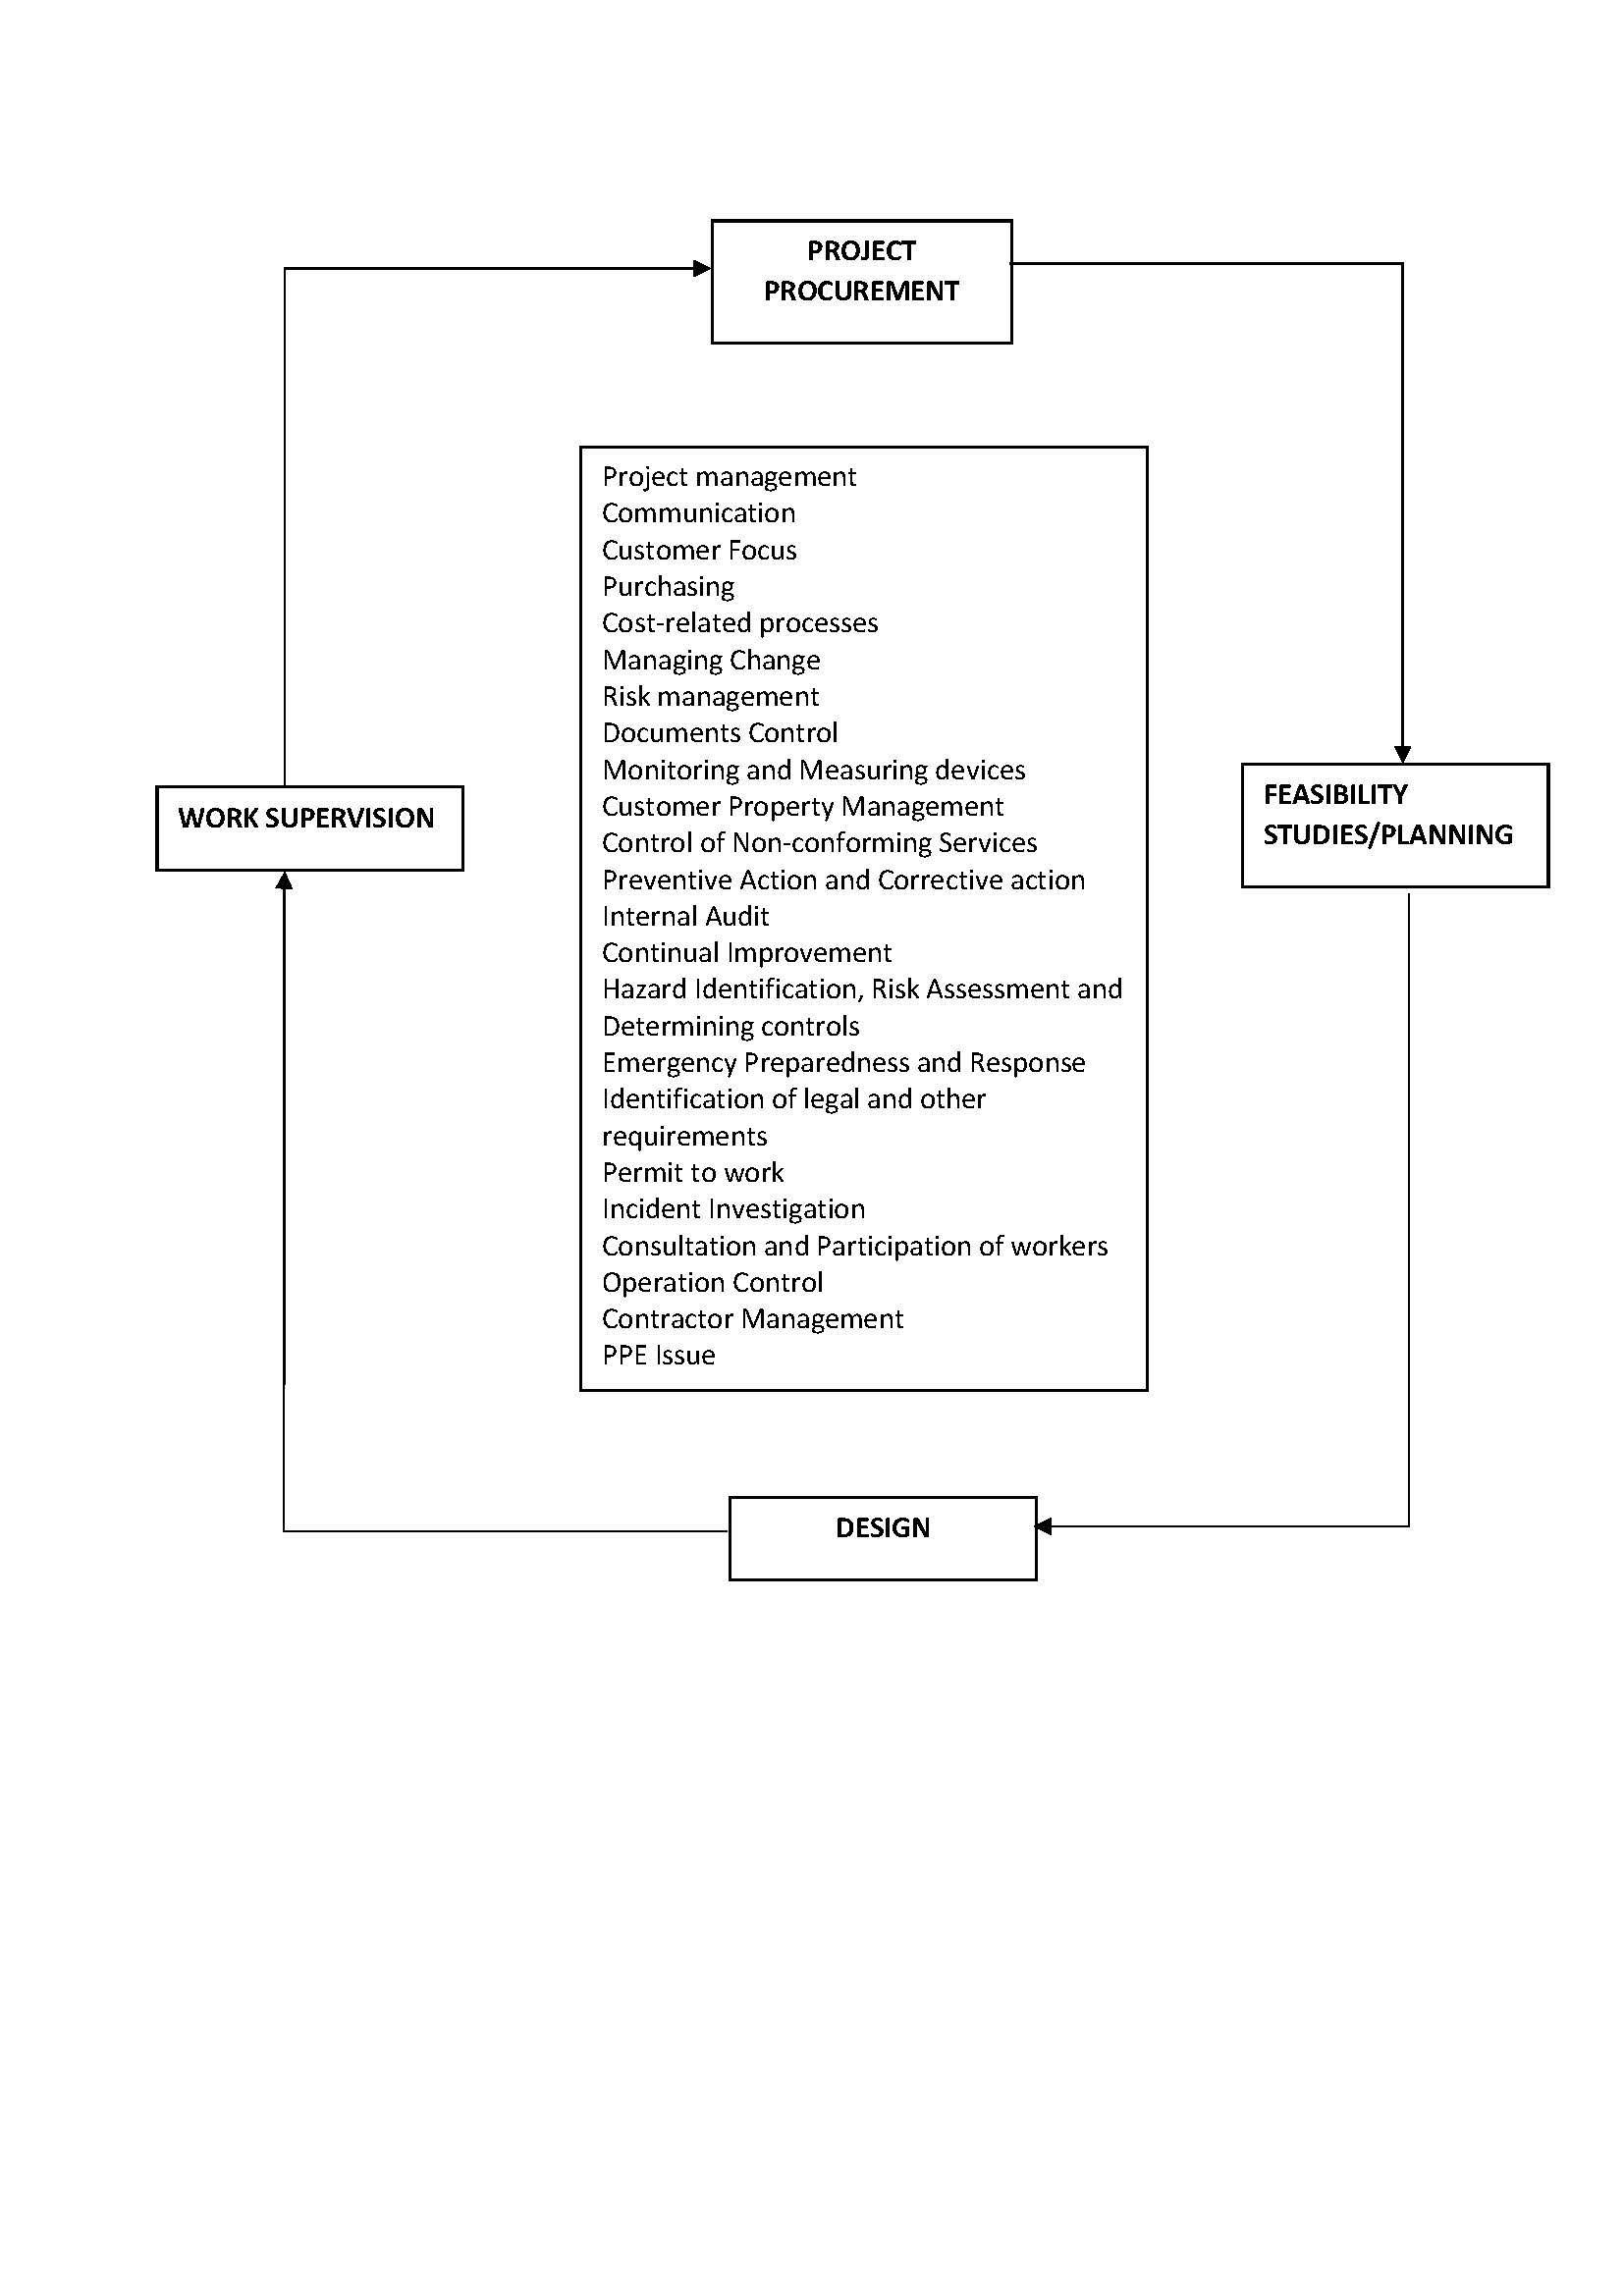 PROJECT
PROCUREMENT
Project management
Communication
Customer Focus
Purchasing
Cost-related processes
Managing Change
Risk management
Documents Control
Monitoring and Measuring devices
Customer Property Management
Control of Non-conforming Services
Preventive Action and Corrective action
Internal Audit
Continual Improvement
Hazard Identification, Risk Assessment and
Determining controls
Emergency Preparedness and Response
Identification of legal and other
requirements
Permit to work
Incident Investigation
Consultation and Participation of workers
Operation Control
Contractor Management
PPE Issue
WORK SUPERVISION
FEASIBILITY
STUDIES/PLANNING
DESIGN